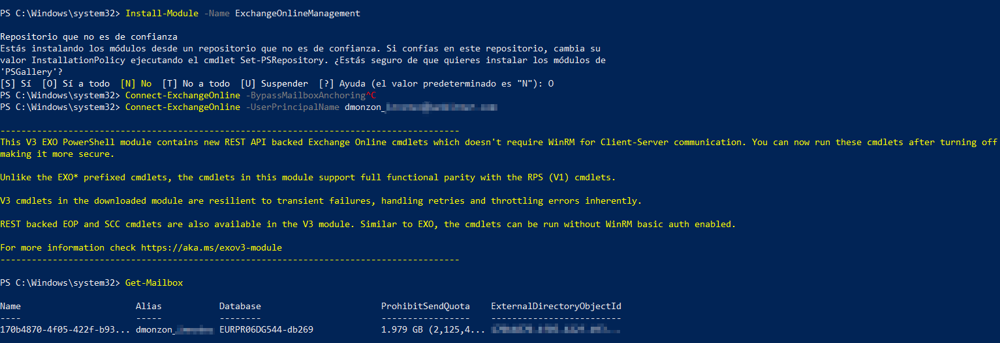 PS C:\Windows\system32> Install-Module -Name ExchangeOnlineManagement
Repositorio que no es de confianza
Estás instalando los módulos desde un repositorio que no es de confianza. Si confías en este repositorio, cambia su
valor InstallationPolicy ejecutando el cmdlet Set-PSRepository. ¿Estás seguro de que quieres instalar los módulos de
'PSGallery'?
[S] Sí  [O] Sí a todo  [N] No  [T] No a todo  [U] Suspender  [?] Ayuda (el valor predeterminado es "N"): O
PS C:\Windows\system32> Connect-ExchangeOnline -BypassMailboxAnchoring^C
PS C:\Windows\system32> Connect-ExchangeOnline -UserPrincipalName dmonzon_
----------------------------------------------------------------------------------------
This V3 EXO PowerShell module contains new REST API backed Exchange Online cmdlets which doesn't require WinRM for Client-Server communication. You can now run these cmdlets after turning off
making it more secure.
Unlike the EXO* prefixed cmdlets, the cmdlets in this module support full functional parity with the RPS (V1) cmdlets.
V3 cmdlets in the downloaded module are resilient to transient failures, handling retries and throttling errors inherently.
REST backed EOP and SCC cmdlets are also available in the V3 module. Similar to EXO, the cmdlets can be run without WinRM basic auth enabled.
For more information check https://aka.ms/exov3-module
----------------------------------------------------------------------------------------
PS C:\Windows\system32> Get-Mailbox
Name                      Alias           Database                       ProhibitSendQuota    ExternalDirectoryObjectId
----                      -----           --------                       -----------------    -------------------------
170b4870-4f05-422f-b93... dmonzon_        EURPR06DG544-db269             1.979 GB (2,125,4...